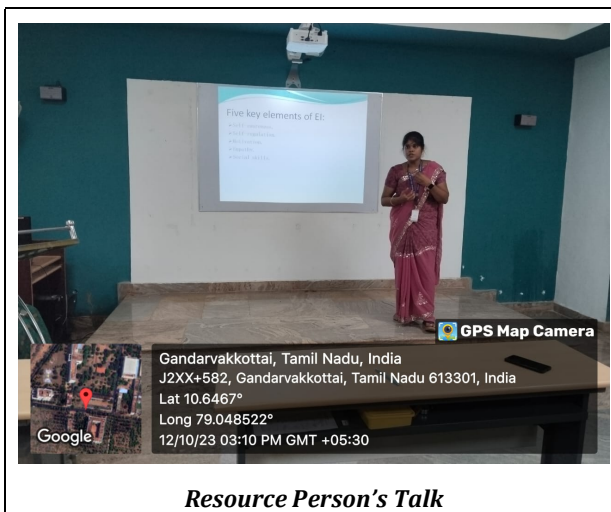 Five key elements of EI:
GPS Map Camera
Gandarvakkottai, Tamil Nadu, India
J2XX+582, Gandarvakkottai, Tamil Nadu 613301, India
Lat 10.6467°
Long 79.048522°
12/10/23 03:10 PM GMT +05:30
Google
Resource Person's Talk